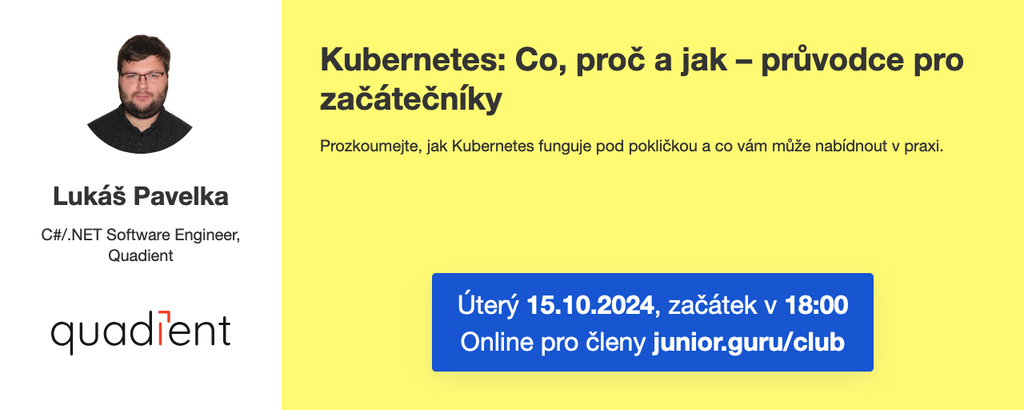 Lukáš Pavelka
C#/.NET Software Engineer,
Quadient
quadient
Kubernetes: Co, proč a jak – průvodce pro
začátečníky
Prozkoumejte, jak Kubernetes funguje pod pokličkou a co vám může nabídnout v praxi.
Úterý 15.10.2024, začátek v 18:00
Online pro členy junior.guru/club